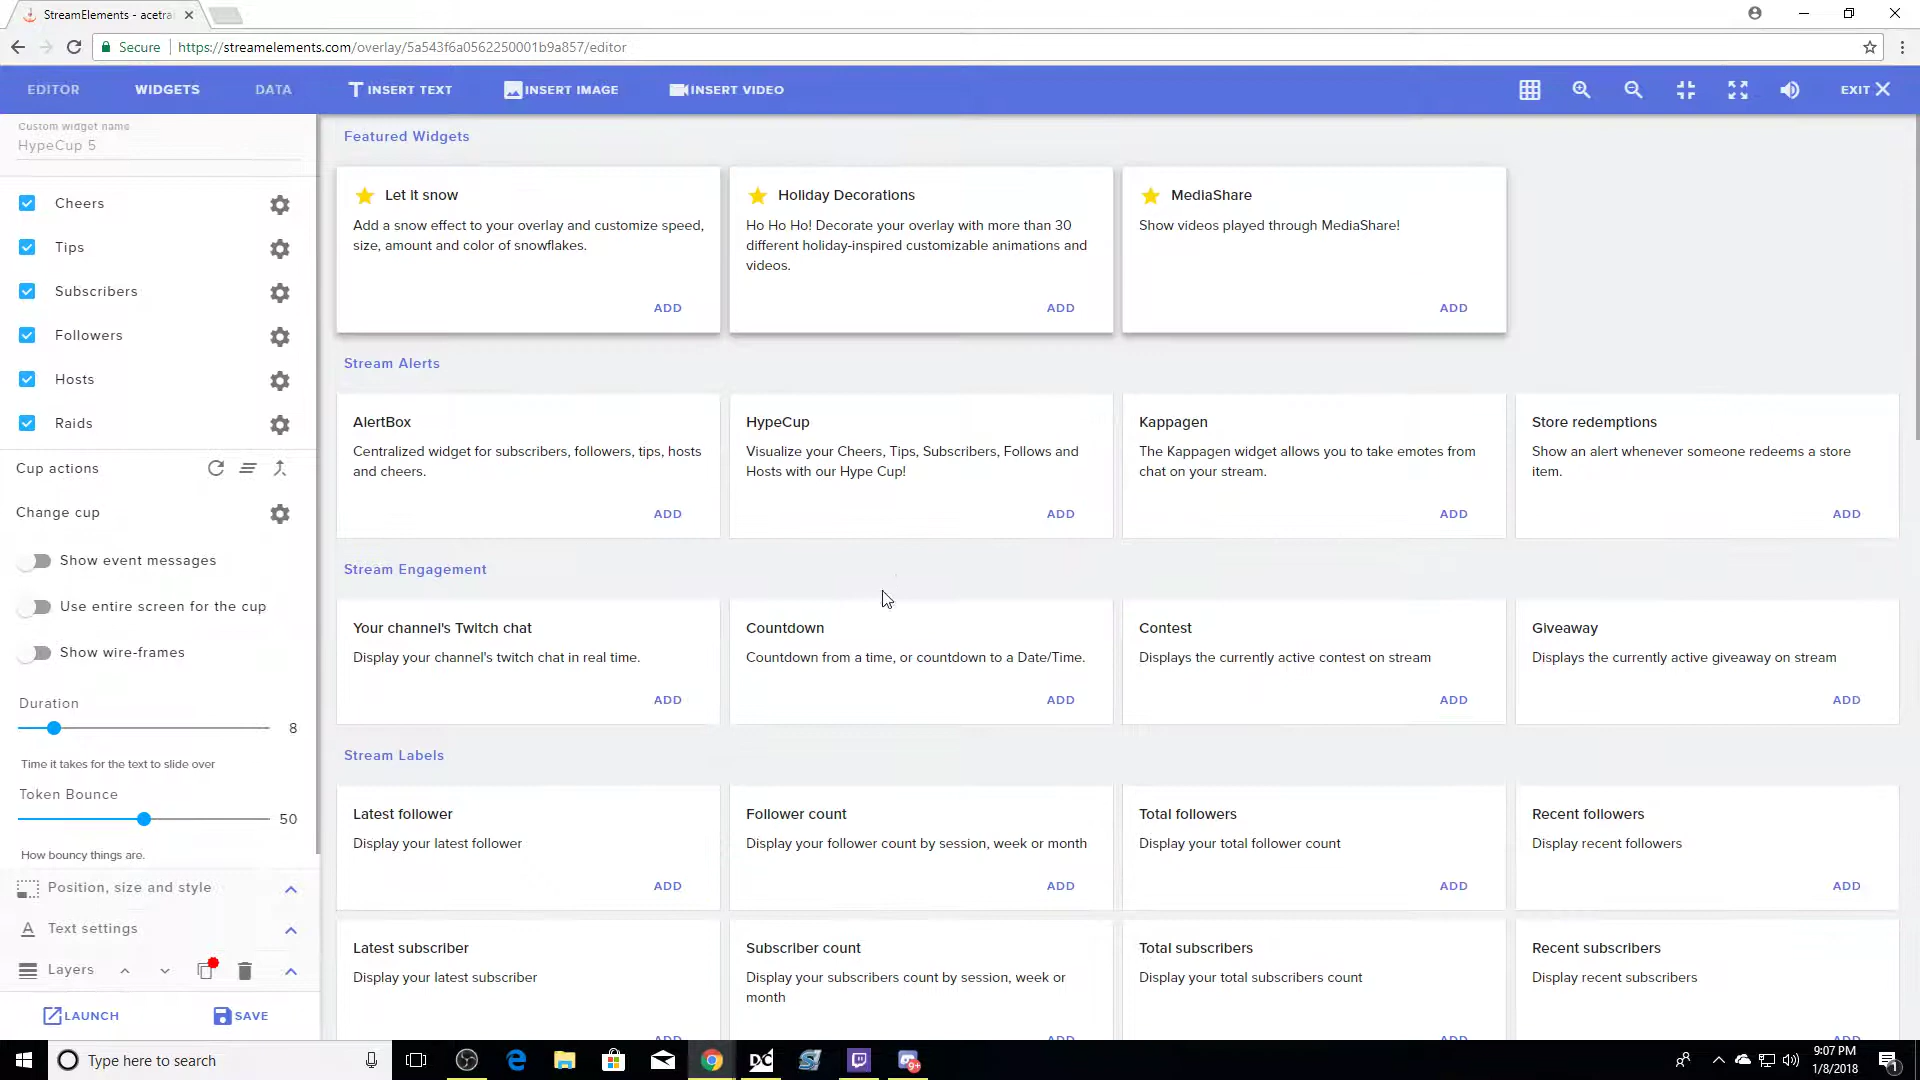 StreamElements - acetra
Secure
https://streamelements.com/overlay/5a543f6a0562250001b9a857/editor
EDITOR
WIDGETS
DATA
INSERT TEXT
INSERT IMAGE
INSERT VIDEO
EXIT
Custom widget name
HypeCup 5
Cheers
Tips
Subscribers
Followers
Hosts
Raids
Cup actions
Change cup
Show event messages
Use entire screen for the cup
Show wire-frames
Duration
8
Time it takes for the text to slide over
Token Bounce
50
How bouncy things are.
Position, size and style
Text settings
Layers
LAUNCH
SAVE
Featured Widgets
Let it snow
Add a snow effect to your overlay and customize speed,
size, amount and color of snowflakes.
ADD
Holiday Decorations
Ho Ho Ho! Decorate your overlay with more than 30
different holiday-inspired customizable animations and
videos.
ADD
MediaShare
Show videos played through MediaShare!
ADD
Stream Alerts
AlertBox
Centralized widget for subscribers, followers, tips, hosts
and cheers.
ADD
HypeCup
Visualize your Cheers, Tips, Subscribers, Follows and
Hosts with our Hype Cup!
ADD
Kappagen
The Kappagen widget allows you to take emotes from
chat on your stream.
ADD
Store redemptions
Show an alert whenever someone redeems a store
item.
ADD
Stream Engagement
Your channel's Twitch chat
Display your channel's twitch chat in real time.
ADD
Countdown
Countdown from a time, or countdown to a Date/Time.
ADD
Contest
Displays the currently active contest on stream
ADD
Giveaway
Displays the currently active giveaway on stream
ADD
Stream Labels
Latest follower
Display your latest follower
ADD
Follower count
Display your follower count by session, week or month
ADD
Total followers
Display your total follower count
ADD
Recent followers
Display recent followers
ADD
Latest subscriber
Display your latest subscriber
ADD
Subscriber count
Display your subscribers count by session, week or
month
ADD
Total subscribers
Display your total subscribers count
ADD
Recent subscribers
Display recent subscribers
ADD
Type here to search
DC
9+
9:07 PM
1/8/2018
1